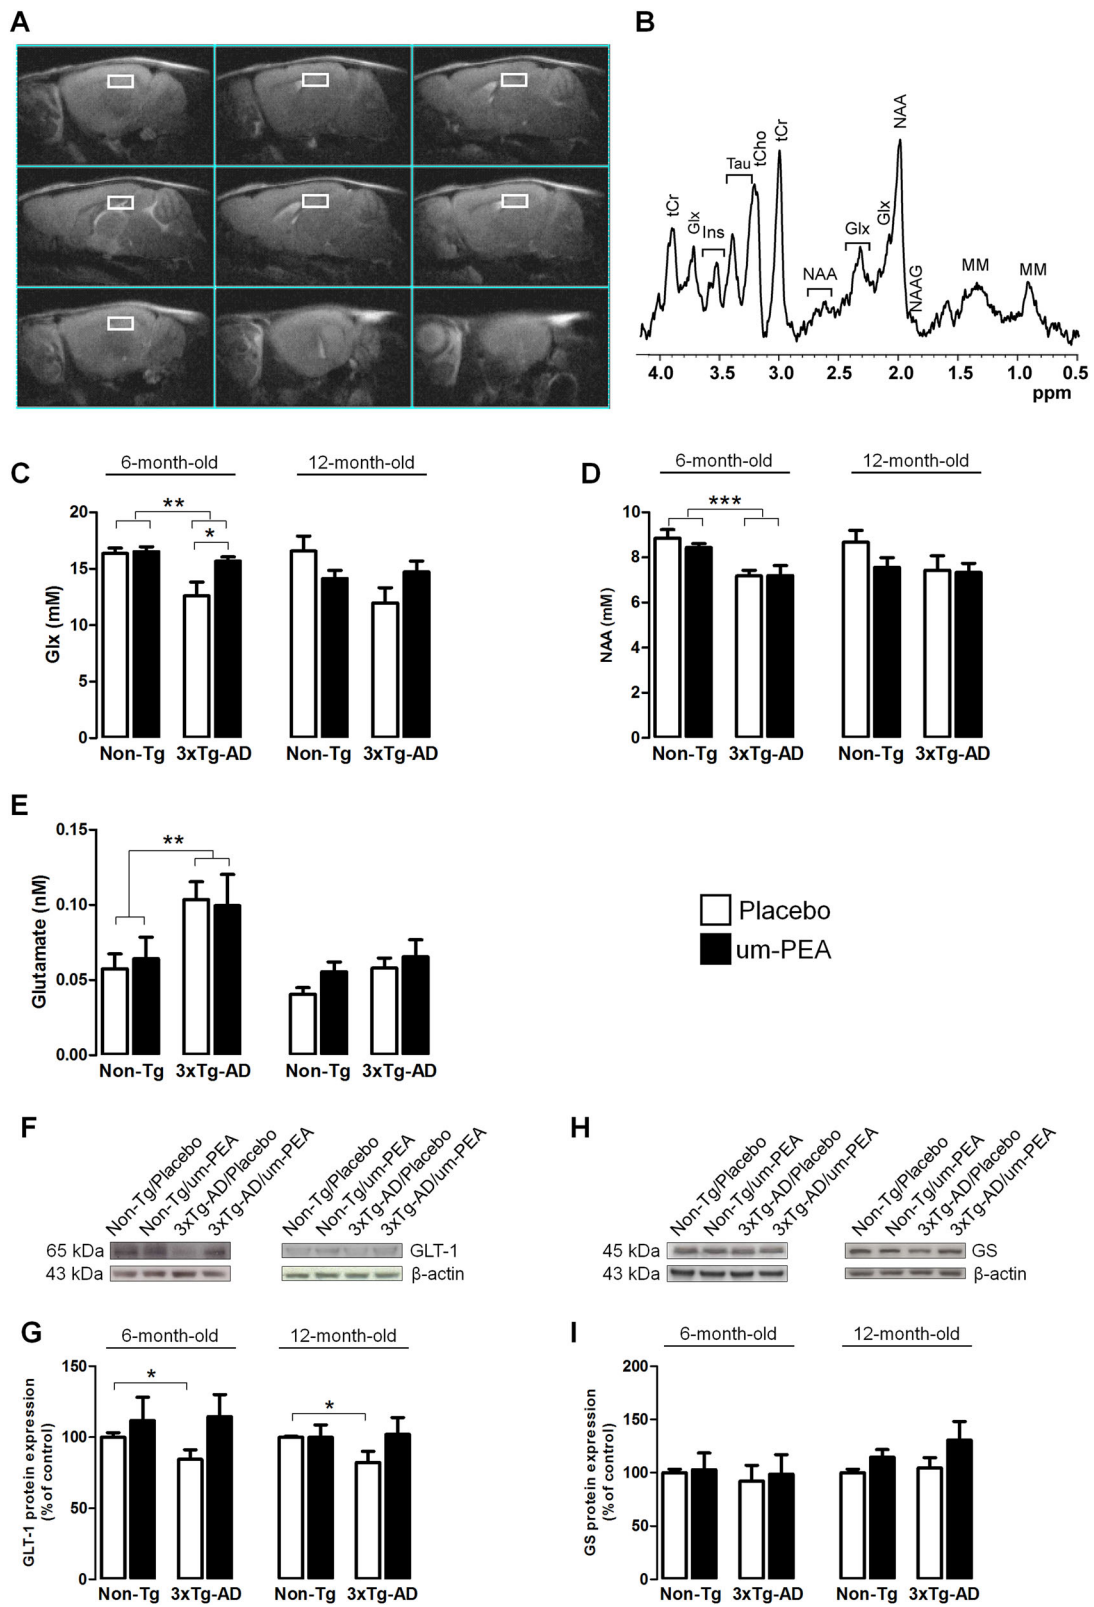 A
B
tCr
Glx
Ins
Tau
tCho
tCr
NAA
Glx
Glx
NAA
NAAG
MM
MM
4.0 3.5 3.0 2.5 2.0 1.5 1.0 0.5
ppm
C
6-month-old 12-month-old
**
*
20
15
10
5
0
Glx (mM)
Non-Tg 3xTg-AD Non-Tg 3xTg-AD
D
6-month-old 12-month-old
***
10
8
6
4
2
0
NAA (mM)
Non-Tg 3xTg-AD Non-Tg 3xTg-AD
E
**
0.15
0.10
0.05
0.00
Glutamate (nM)
Non-Tg 3xTg-AD Non-Tg 3xTg-AD
Placebo
um-PEA
F
Non-Tg/Placebo
Non-Tg/um-PEA
3xTg-AD/Placebo
3xTg-AD/um-PEA
Non-Tg/Placebo
Non-Tg/um-PEA
3xTg-AD/Placebo
3xTg-AD/um-PEA
65 kDa GLT-1
43 kDa β-actin
H
Non-Tg/Placebo
Non-Tg/um-PEA
3xTg-AD/Placebo
3xTg-AD/um-PEA
Non-Tg/Placebo
Non-Tg/um-PEA
3xTg-AD/Placebo
3xTg-AD/um-PEA
45 kDa GS
43 kDa β-actin
G
6-month-old 12-month-old
*
*
150
100
50
0
GLT-1 protein expression
(% of control)
Non-Tg 3xTg-AD Non-Tg 3xTg-AD
I
6-month-old 12-month-old
200
150
100
50
0
GS protein expression
(% of control)
Non-Tg 3xTg-AD Non-Tg 3xTg-AD